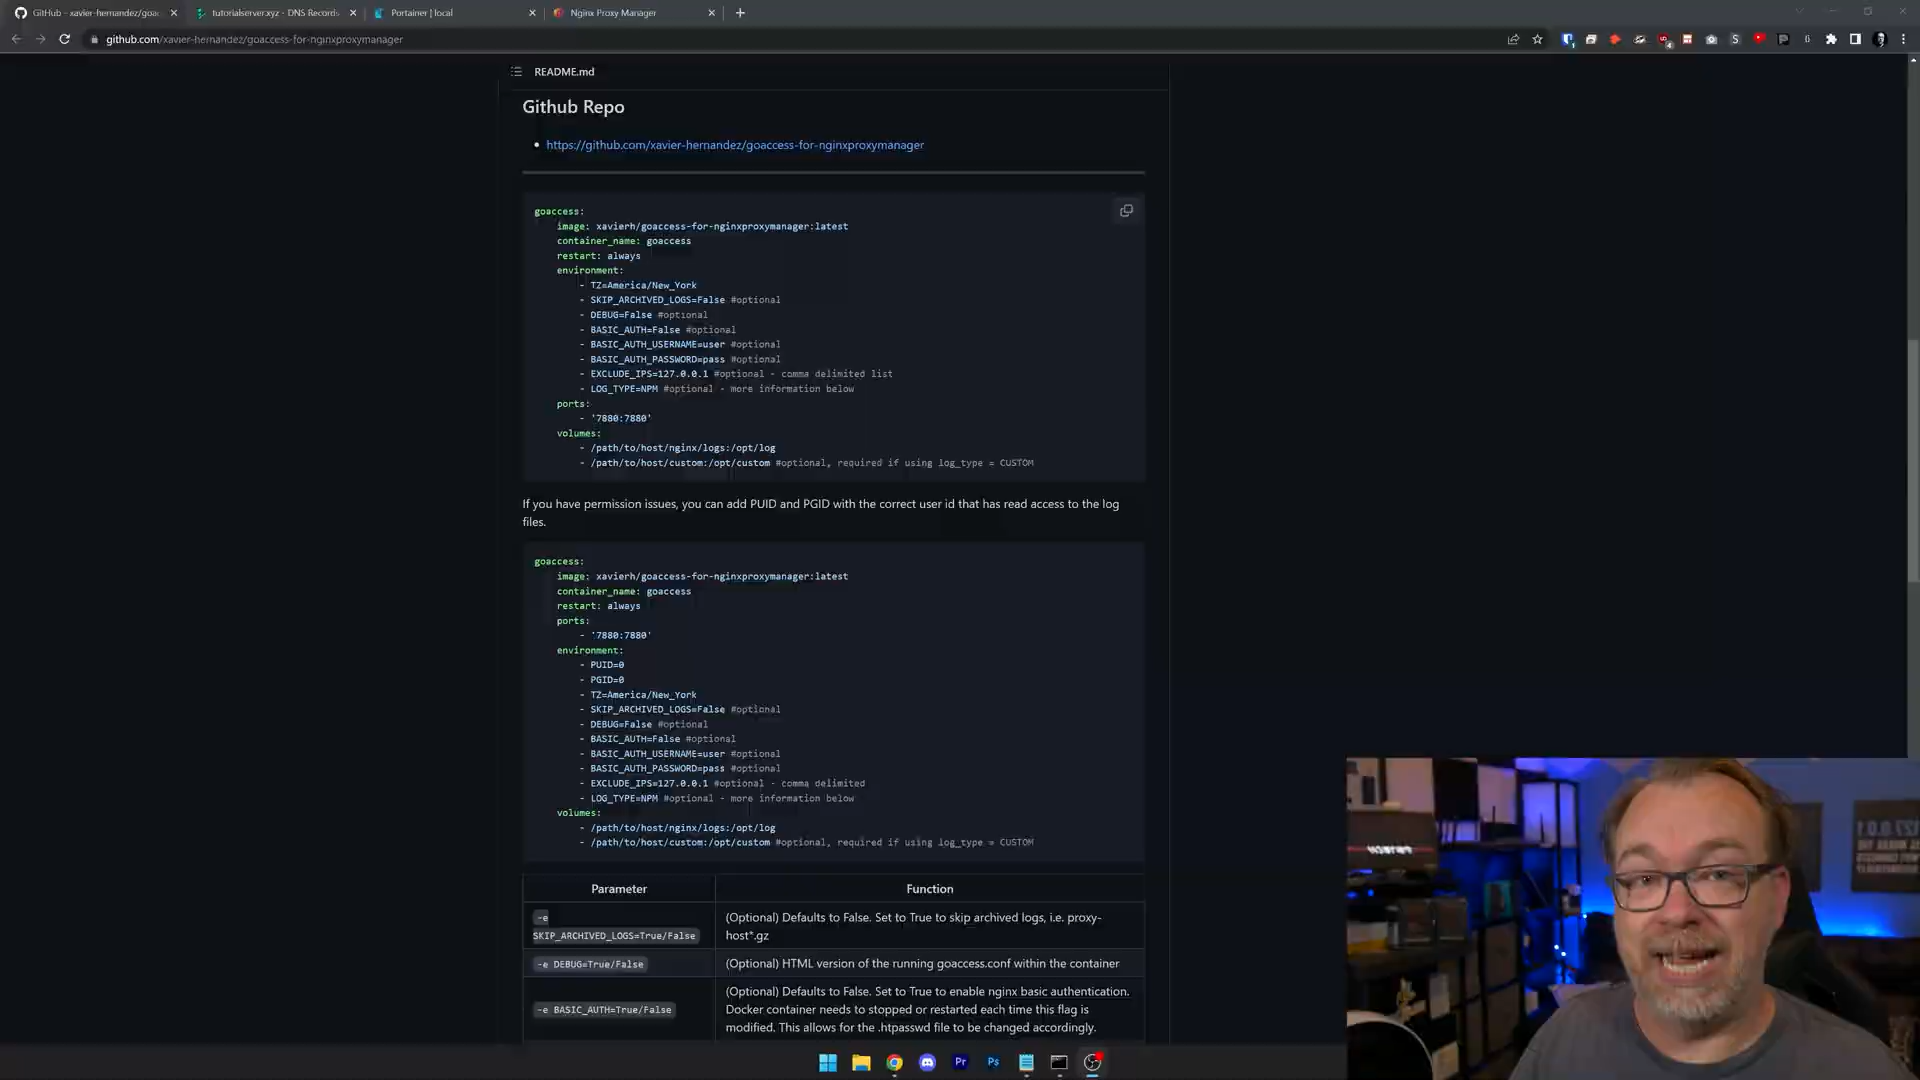 GitHub - xavier-hernandez/goa
tutorialserver.xyz - DNS Records
Portainer | local
Nginx Proxy Manager
github.com/xavier-hernandez/goaccess-for-nginxproxymanager
README.md
Github Repo
https://github.com/xavier-hernandez/goaccess-for-nginxproxymanager
goaccess:
image: xavierh/goaccess-for-nginxproxymanager:latest
container_name: goaccess
restart: always
environment:
- TZ=America/New_York
- SKIP_ARCHIVED_LOGS=False #optional
- DEBUG=False #optional
- BASIC_AUTH=False #optional
- BASIC_AUTH_USERNAME=user #optional
- BASIC_AUTH_PASSWORD=pass #optional
- EXCLUDE_IPS=127.0.0.1 #optional - comma delimited list
- LOG_TYPE=NPM #optional - more information below
ports:
- '7880:7880'
volumes:
- /path/to/host/nginx/logs:/opt/log
- /path/to/host/custom:/opt/custom #optional, required if using log_type = CUSTOM
If you have permission issues, you can add PUID and PGID with the correct user id that has read access to the log
files.
goaccess:
image: xavierh/goaccess-for-nginxproxymanager:latest
container_name: goaccess
restart: always
ports:
- '7880:7880'
environment:
- PUID=0
- PGID=0
- TZ=America/New_York
- SKIP_ARCHIVED_LOGS=False #optional
- DEBUG=False #optional
- BASIC_AUTH=False #optional
- BASIC_AUTH_USERNAME=user #optional
- BASIC_AUTH_PASSWORD=pass #optional
- EXCLUDE_IPS=127.0.0.1 #optional - comma delimited
- LOG_TYPE=NPM #optional - more information below
volumes:
- /path/to/host/nginx/logs:/opt/log
- /path/to/host/custom:/opt/custom #optional, required if using log_type = CUSTOM
Parameter Function
-e
SKIP_ARCHIVED_LOGS=True/False
(Optional) Defaults to False. Set to True to skip archived logs, i.e. proxy-
host*.gz
-e DEBUG=True/False
(Optional) HTML version of the running goaccess.conf within the container
-e BASIC_AUTH=True/False
(Optional) Defaults to False. Set to True to enable nginx basic authentication.
Docker container needs to stopped or restarted each time this flag is
modified. This allows for the .htpasswd file to be changed accordingly.
Pr
Ps